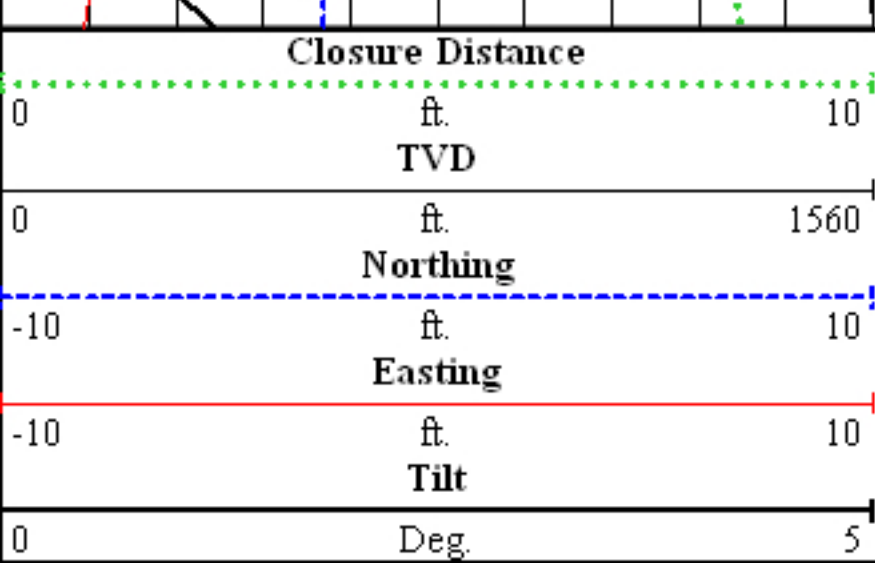 Closure Distance
0 ft. 10
TVD
0 ft. 1560
Northing
-10 ft. 10
Easting
-10 ft. 10
Tilt
0 Deg. 5